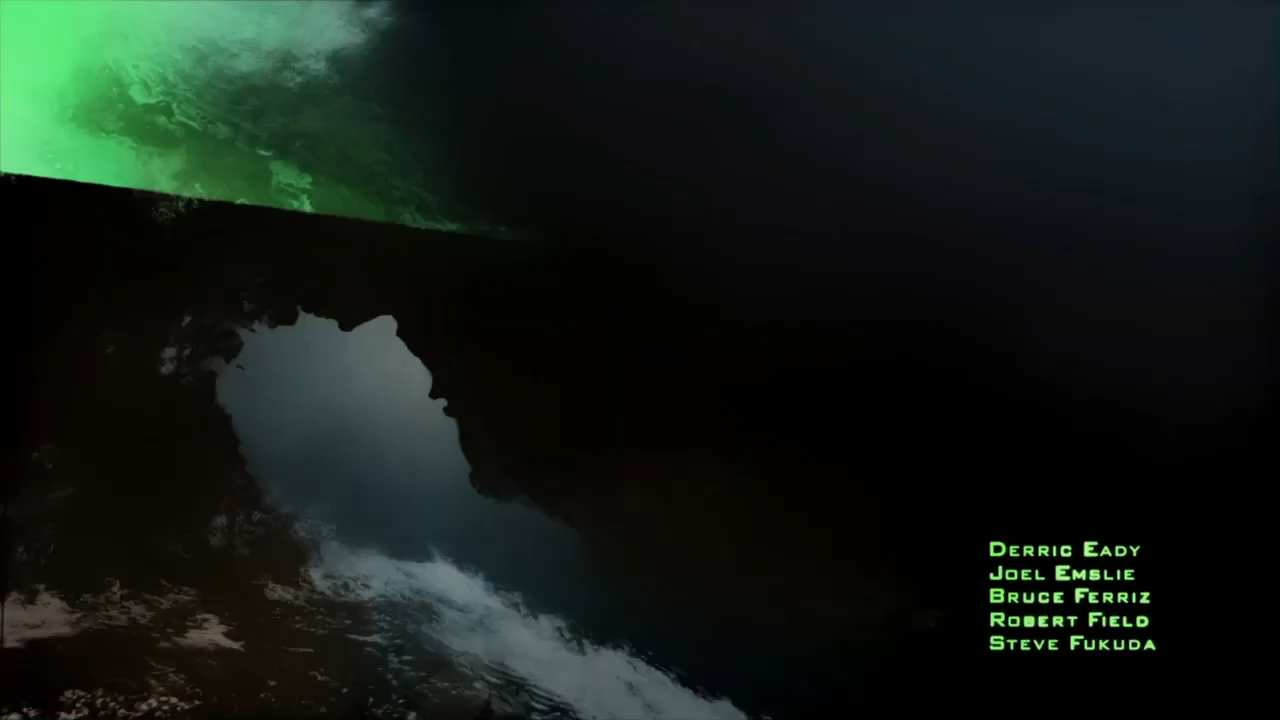 Derric Eady
Joel Emslie
Bruce Ferriz
Robert Field
Steve Fukuda